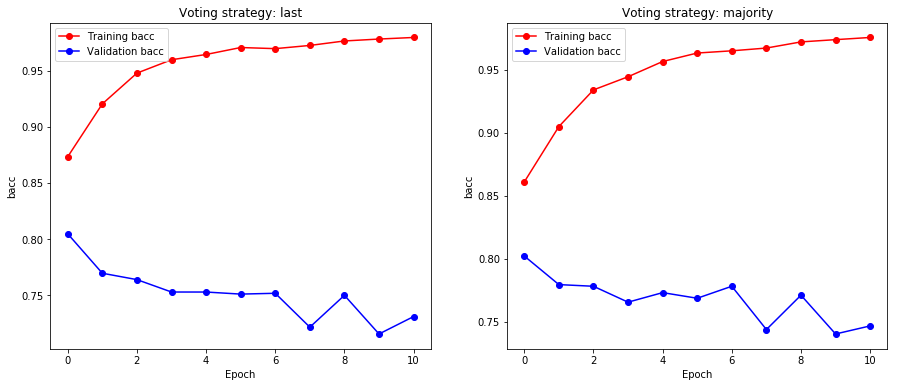 Voting strategy: last
Training bacc
Validation bacc
0.95
0.90
0.85
0.80
0.75
bacc
0
2
4
6
8
10
Epoch
Voting strategy: majority
Training bacc
Validation bacc
0.95
0.90
0.85
0.80
0.75
bacc
0
2
4
6
8
10
Epoch